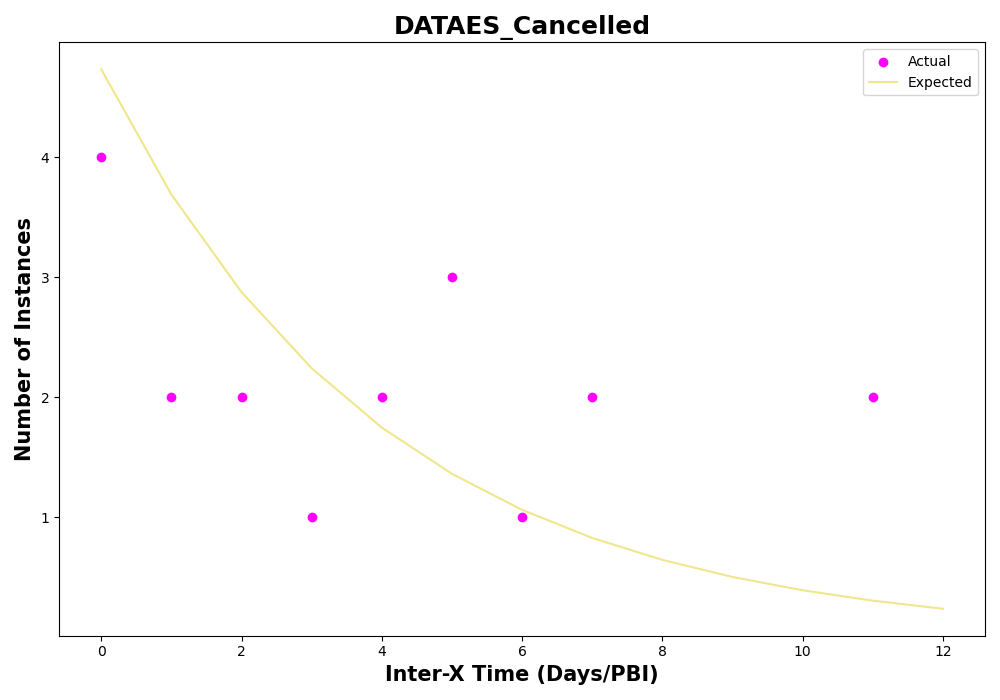 DATAES_Cancelled
Actual
Expected
Number of Instances
4
3
2
1
0
2
4
6
8
10
12
Inter-X Time (Days/PBI)